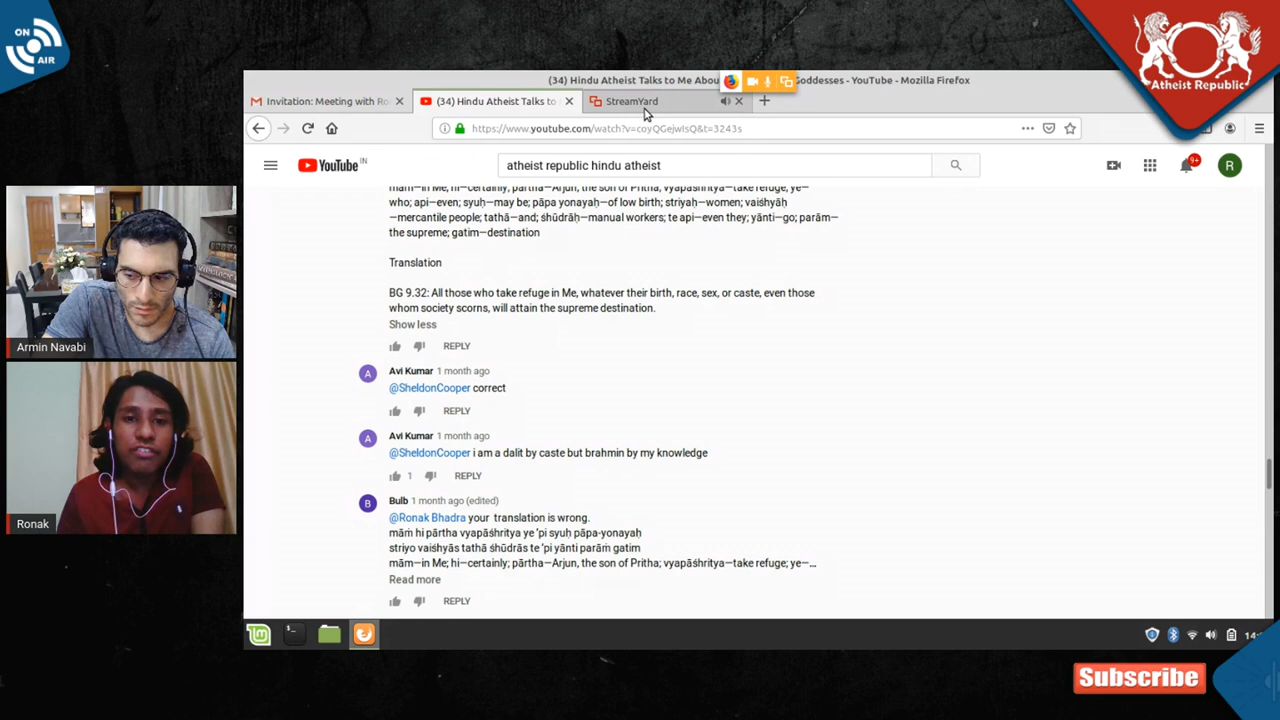 ON
AIR
Atheist Republic
(34) Hindu Atheist Talks to Me Abou
Goddesses - YouTube - Mozilla Firefox
Invitation: Meeting with Ro
(34) Hindu Atheist Talks to
StreamYard
https://www.youtube.com/watch?v=coyQGejwIsQ&t=3243s
YouTube IN
atheist republic hindu atheist
9+
R
mām—in Me; hi—certainly; pārtha—Arjun, the son of Pritha; vyapāśhritya—take refuge; ye—
who; api—even; syuḥ—may be; pāpa yonayaḥ—of low birth; striyaḥ—women; vaiśhyāḥ
—mercantile people; tathā—and; śhūdrāḥ—manual workers; te api—even they; yānti—go; parām—
the supreme; gatim—destination
Translation
BG 9.32: All those who take refuge in Me, whatever their birth, race, sex, or caste, even those
whom society scorns, will attain the supreme destination.
Show less
REPLY
A
Avi Kumar 1 month ago
@SheldonCooper correct
REPLY
A
Avi Kumar 1 month ago
@SheldonCooper i am a dalit by caste but brahmin by my knowledge
1 REPLY
B
Bulb 1 month ago (edited)
@Ronak Bhadra your translation is wrong.
māṁ hi pārtha vyapāśhritya ye 'pi syuḥ pāpa-yonayaḥ
striyo vaiśhyās tathā śhūdrās te 'pi yānti parāṁ gatim
mām—in Me; hi—certainly; pārtha—Arjun, the son of Pritha; vyapāśhritya—take refuge; ye—...
Read more
REPLY
Armin Navabi
Ronak
Subscribe